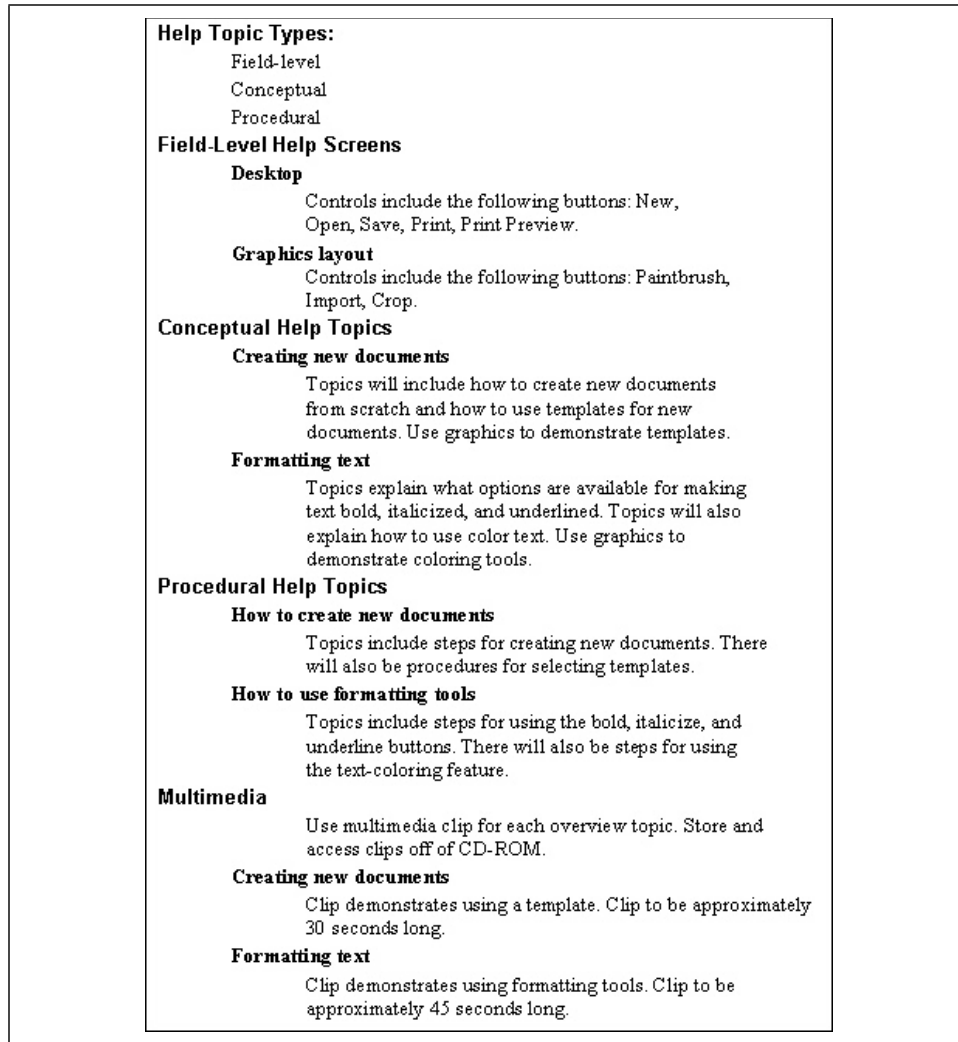 Help Topic Types:
Field-level
Conceptual
Procedural
Field-Level Help Screens
Desktop
Controls include the following buttons: New,
Open, Save, Print, Print Preview.
Graphics layout
Controls include the following buttons: Paintbrush,
Import, Crop.
Conceptual Help Topics
Creating new documents
Topics will include how to create new documents
from scratch and how to use templates for new
documents. Use graphics to demonstrate templates.
Formatting text
Topics explain what options are available for making
text bold, italicized, and underlined. Topics will also
explain how to use color text. Use graphics to
demonstrate coloring tools.
Procedural Help Topics
How to create new documents
Topics include steps for creating new documents. There
will also be procedures for selecting templates.
How to use formatting tools
Topics include steps for using the bold, italicize, and
underline buttons. There will also be steps for using
the text-coloring feature.
Multimedia
Use multimedia clip for each overview topic. Store and
access clips off of CD-ROM.
Creating new documents
Clip demonstrates using a template. Clip to be approximately
30 seconds long.
Formatting text
Clip demonstrates using formatting tools. Clip to be
approximately 45 seconds long.